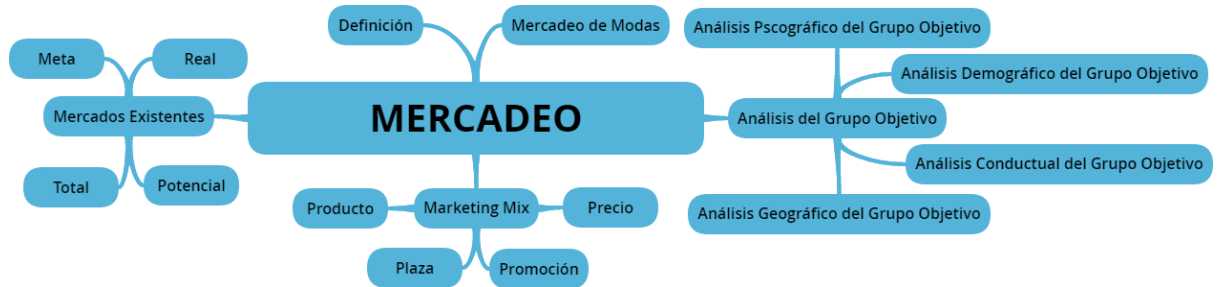 Definición
Mercadeo de Modas
Análisis Pscográfico del Grupo Objetivo
Meta
Real
Análisis Demográfico del Grupo Objetivo
Mercados Existentes
MERCADEO
Análisis del Grupo Objetivo
Análisis Conductual del Grupo Objetivo
Total
Potencial
Producto
Marketing Mix
Precio
Análisis Geográfico del Grupo Objetivo
Plaza
Promoción